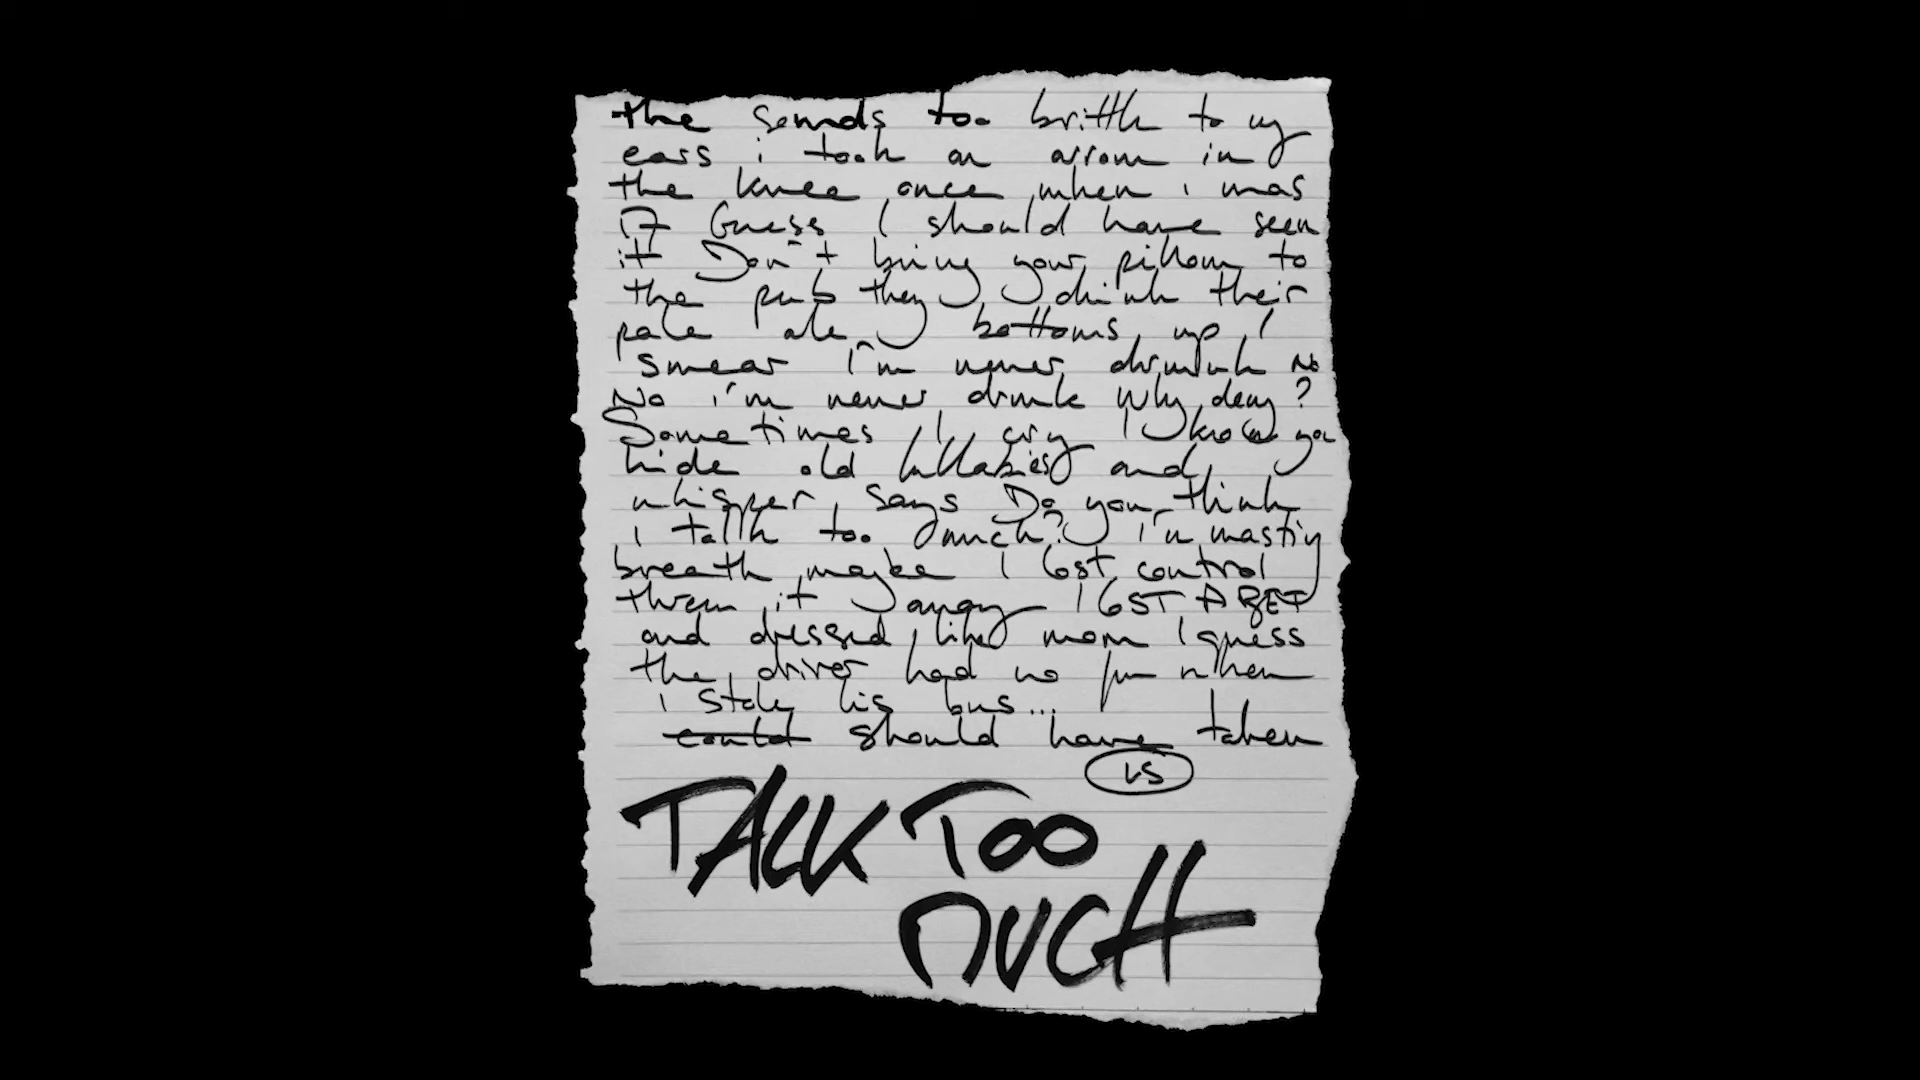 the sounds too brittle to my
ears i took an arrow in
the knee once when i was
17 Guess I should have seen
it Don't bring your pillow to
the pub they drink their
pale ale bottoms up I
swear I'm never drunk No
No i'm never drunk Why deny?
Sometimes I cry I know you
hide old lullabies and
whisper says Do you think
I talk too much? I'm wasting
breath maybe I lost control
threw it away I LOST A BET
and dressed like mom I guess
the driver had no fun when
I stole his bus...
could should have taken
VS
TALK TOO
MUCH